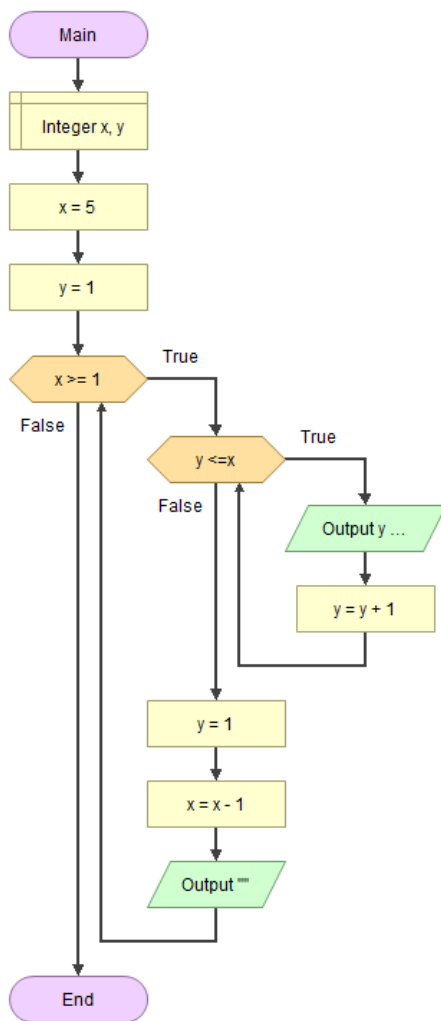 Main
Integer x, y
x = 5
y = 1
x >= 1
True
False
y <=x
True
False
Output y ...
y = y + 1
y = 1
x = x - 1
Output ""
End